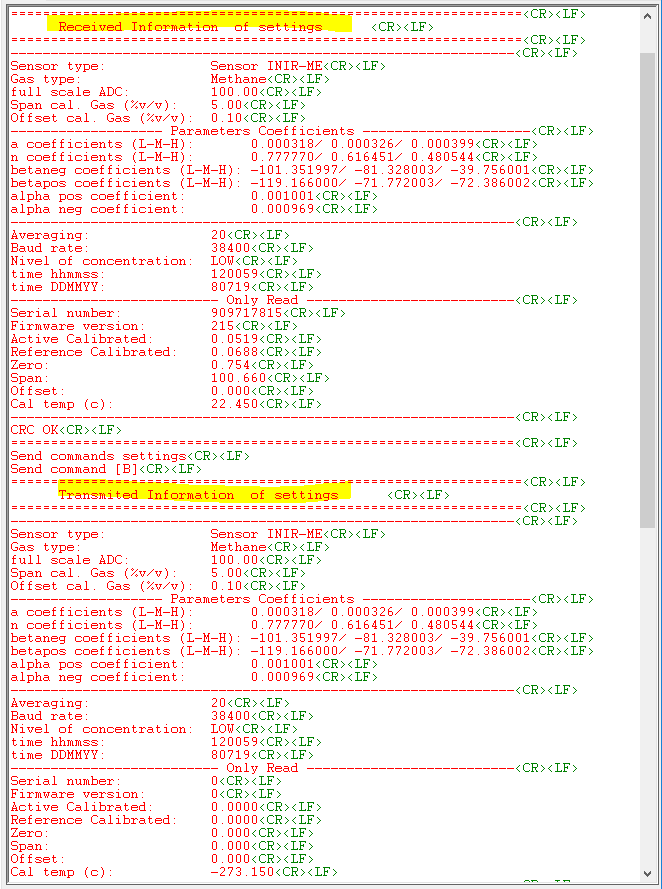 ==============================================================<CR><LF>
Received Information  of settings      <CR><LF>
==============================================================<CR><LF>
--------------------------------------------------------------<CR><LF>
Sensor type:             Sensor INIR-ME<CR><LF>
Gas type:                Methane<CR><LF>
full scale ADC:          100.00<CR><LF>
Span cal. Gas (%v/v):    5.00<CR><LF>
Offset cal. Gas (%v/v):  0.10<CR><LF>
------------------- Parameters Coefficients ---------------------<CR><LF>
a coefficients (L-M-H):       0.000318/ 0.000326/ 0.000399<CR><LF>
n coefficients (L-M-H):       0.777770/ 0.616451/ 0.480544<CR><LF>
betaneg coefficients (L-M-H): -101.351997/ -81.328003/ -39.756001<CR><LF>
betapos coefficients (L-M-H): -119.166000/ -71.772003/ -72.386002<CR><LF>
alpha pos coefficient:        0.001001<CR><LF>
alpha neg coefficient:        0.000969<CR><LF>
--------------------------------------------------------------<CR><LF>
Averaging:               20<CR><LF>
Baud rate:               38400<CR><LF>
Nivel of concentration:  LOW<CR><LF>
time hhmmss:             120059<CR><LF>
time DDMMYY:             80719<CR><LF>
-------------------------- Only Read --------------------------<CR><LF>
Serial number:           909717815<CR><LF>
Firmware version:        215<CR><LF>
Active Calibrated:       0.0519<CR><LF>
Reference Calibrated:    0.0688<CR><LF>
Zero:                    0.754<CR><LF>
Span:                    100.660<CR><LF>
Offset:                  0.000<CR><LF>
Cal temp (c):            22.450<CR><LF>
--------------------------------------------------------------<CR><LF>
CRC OK<CR><LF>
==============================================================<CR><LF>
Send commands settings<CR><LF>
Send command [B]<CR><LF>
==============================================================<CR><LF>
Transmited Information  of settings      <CR><LF>
==============================================================<CR><LF>
--------------------------------------------------------------<CR><LF>
Sensor type:             Sensor INIR-ME<CR><LF>
Gas type:                Methane<CR><LF>
full scale ADC:          100.00<CR><LF>
Span cal. Gas (%v/v):    5.00<CR><LF>
Offset cal. Gas (%v/v):  0.10<CR><LF>
------------------- Parameters Coefficients ---------------------<CR><LF>
a coefficients (L-M-H):       0.000318/ 0.000326/ 0.000399<CR><LF>
n coefficients (L-M-H):       0.777770/ 0.616451/ 0.480544<CR><LF>
betaneg coefficients (L-M-H): -101.351997/ -81.328003/ -39.756001<CR><LF>
betapos coefficients (L-M-H): -119.166000/ -71.772003/ -72.386002<CR><LF>
alpha pos coefficient:        0.001001<CR><LF>
alpha neg coefficient:        0.000969<CR><LF>
--------------------------------------------------------------<CR><LF>
Averaging:               20<CR><LF>
Baud rate:               38400<CR><LF>
Nivel of concentration:  LOW<CR><LF>
time hhmmss:             120059<CR><LF>
time DDMMYY:             80719<CR><LF>
-------------------------- Only Read --------------------------<CR><LF>
Serial number:           0<CR><LF>
Firmware version:        0<CR><LF>
Active Calibrated:       0.0000<CR><LF>
Reference Calibrated:    0.0000<CR><LF>
Zero:                    0.000<CR><LF>
Span:                    0.000<CR><LF>
Offset:                  0.000<CR><LF>
Cal temp (c):            -273.150<CR><LF>